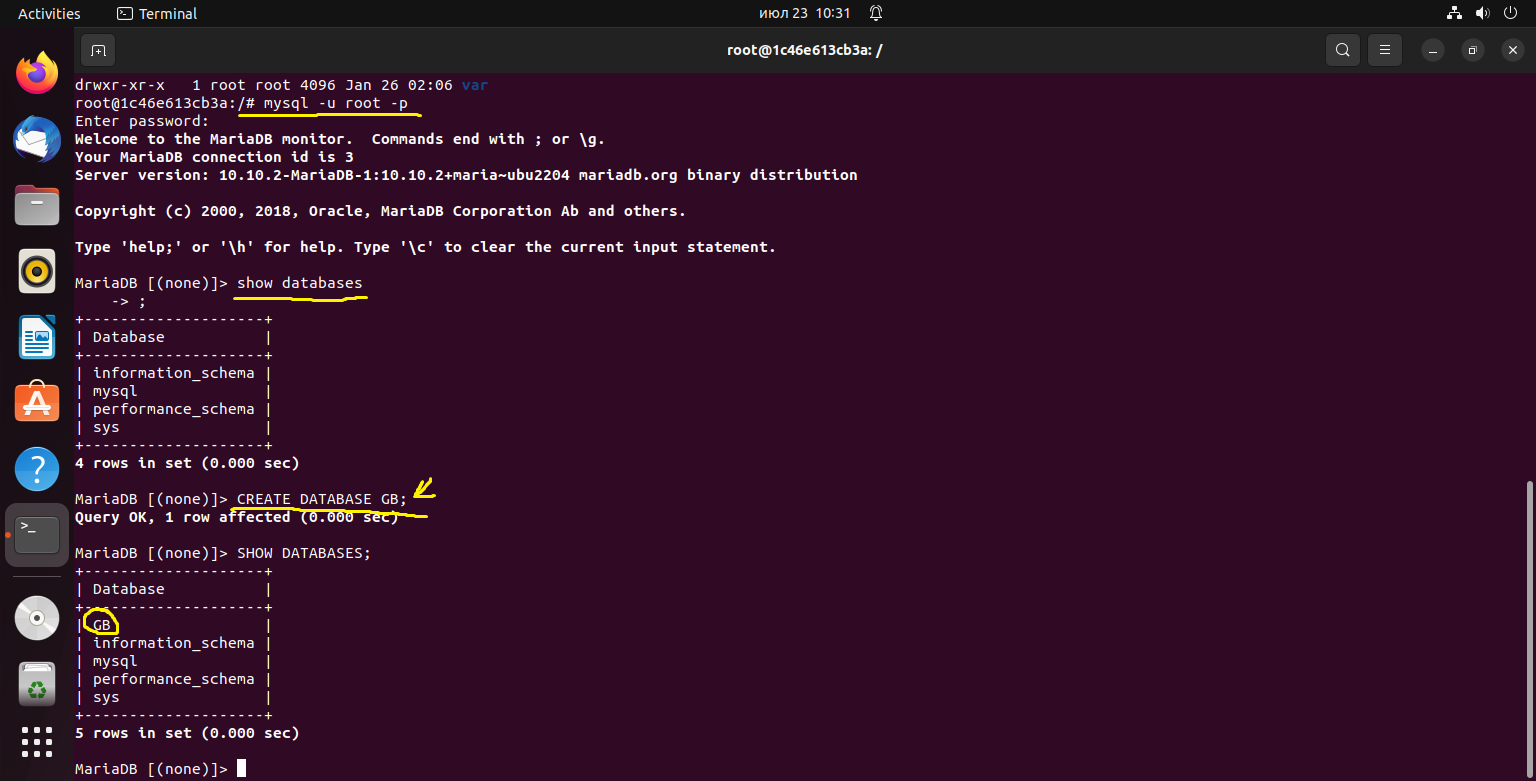 Activities Terminal июл 23 10:31
root@1c46e613cb3a: /
drwxr-xr-x   1 root root 4096 Jan 26 02:06 var
root@1c46e613cb3a:/# mysql -u root -p
Enter password:
Welcome to the MariaDB monitor.  Commands end with ; or \g.
Your MariaDB connection id is 3
Server version: 10.10.2-MariaDB-1:10.10.2+maria~ubu2204 mariadb.org binary distribution
Copyright (c) 2000, 2018, Oracle, MariaDB Corporation Ab and others.
Type 'help;' or '\h' for help. Type '\c' to clear the current input statement.
MariaDB [(none)]> show databases
    -> ;
+--------------------+
| Database           |
+--------------------+
| information_schema |
| mysql              |
| performance_schema |
| sys                |
+--------------------+
4 rows in set (0.000 sec)
MariaDB [(none)]> CREATE DATABASE GB;
Query OK, 1 row affected (0.000 sec)
MariaDB [(none)]> SHOW DATABASES;
+--------------------+
| Database           |
+--------------------+
| GB                 |
| information_schema |
| mysql              |
| performance_schema |
| sys                |
+--------------------+
5 rows in set (0.000 sec)
MariaDB [(none)]>